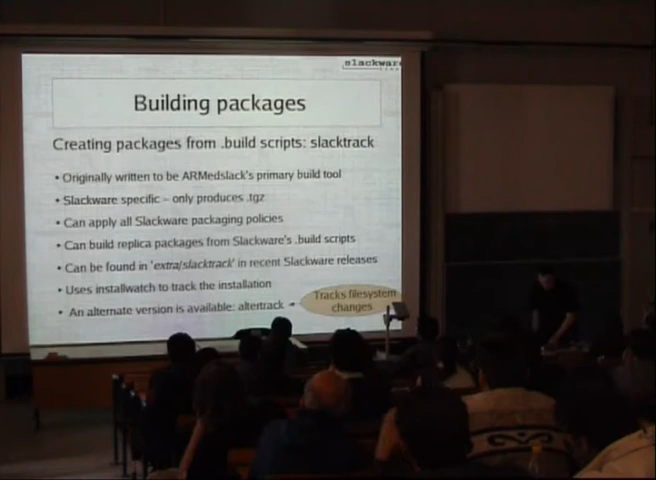 slackware
Building packages
Creating packages from .build scripts: slacktrack
• Originally written to be ARMedslack's primary build tool
• Slackware specific – only produces .tgz
• Can apply all Slackware packaging policies
• Can build replica packages from Slackware's .build scripts
• Can be found in 'extra/slacktrack' in recent Slackware releases
• Uses installwatch to track the installation
• An alternate version is available: altertrack
Tracks filesystem
changes